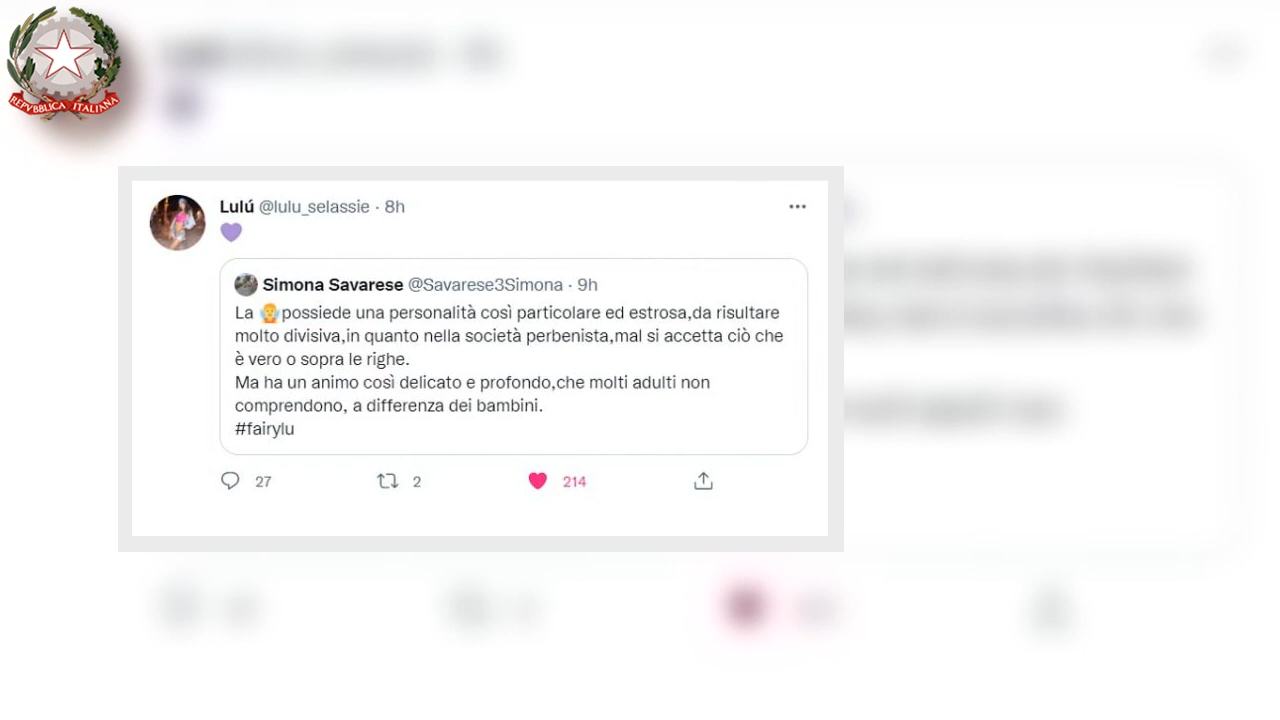 REPVBBLICA ITALIANA
Lulú @lulu_selassie · 8h
💜
Simona Savarese @Savarese3Simona · 9h
La 🧚possiede una personalità così particolare ed estrosa,da risultare
molto divisiva,in quanto nella società perbenista,mal si accetta ciò che
è vero o sopra le righe.
Ma ha un animo così delicato e profondo,che molti adulti non
comprendono, a differenza dei bambini.
#fairylu
27 2 214